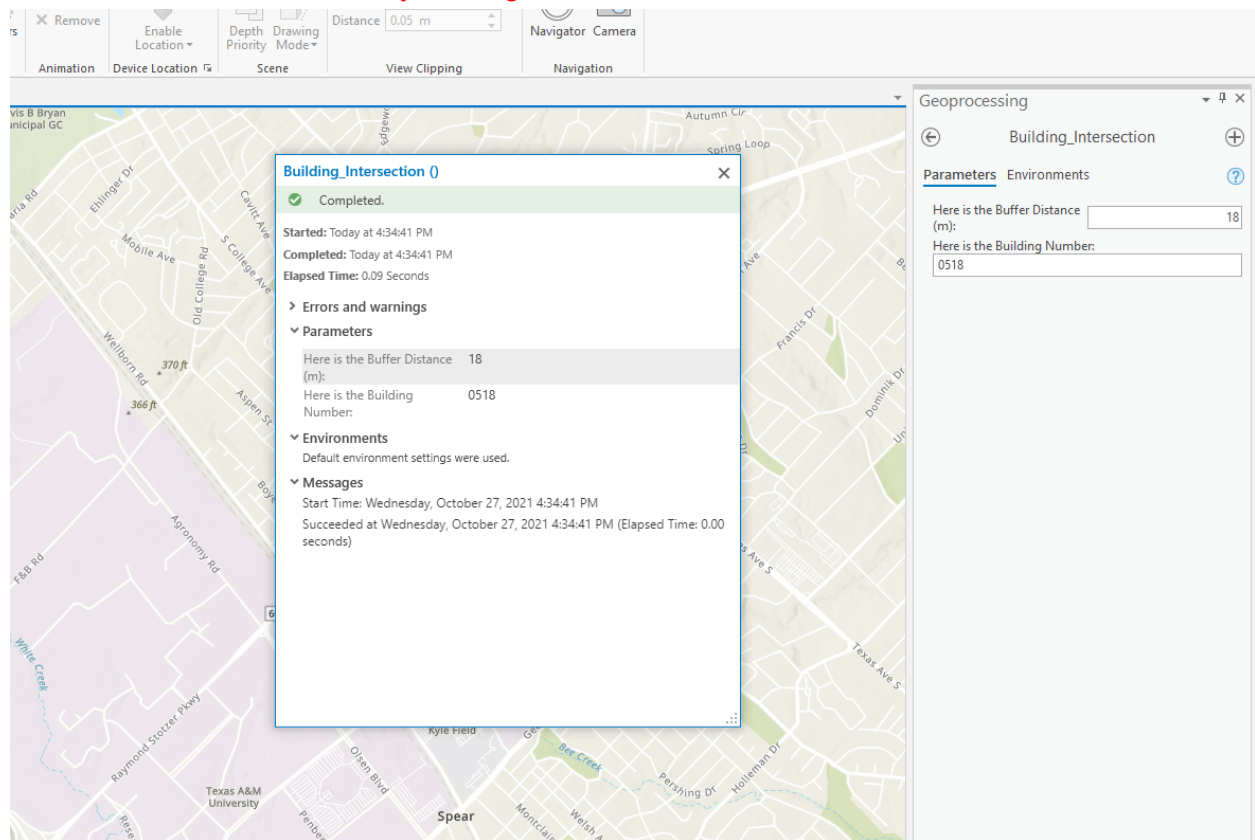 Remove
Enable
Location
Depth
Priority
Drawing
Mode
Distance 0.05 m
Navigator Camera
Animation
Device Location
Scene
View Clipping
Navigation
Geoprocessing
Building_Intersection
Parameters Environments
Here is the Buffer Distance
(m):
18
Here is the Building Number:
0518
Building_Intersection ()
Completed.
Started: Today at 4:34:41 PM
Completed: Today at 4:34:41 PM
Elapsed Time: 0.09 Seconds
Errors and warnings
Parameters
Here is the Buffer Distance 18
(m):
Here is the Building 0518
Number:
Environments
Default environment settings were used.
Messages
Start Time: Wednesday, October 27, 2021 4:34:41 PM
Succeeded at Wednesday, October 27, 2021 4:34:41 PM (Elapsed Time: 0.00
seconds)
B Bryan
GC
Autumn Cir
Spring Loop
Ehlinger Dr
Cavitt Ave
Mobile Ave
S College Ave
Old College Rd
Wellborn Rd
370 ft
366 ft
Aspen St
Francis Dr
Dominik Dr
Agronomy Rd
F&B Rd
White Creek
Texas Ave S
Raymond Stotzer Pkwy
Kyle Field
Olsen Blvd
Bee Creek
Pershing Dr
Holleman Dr
Texas A&M
University
Spear